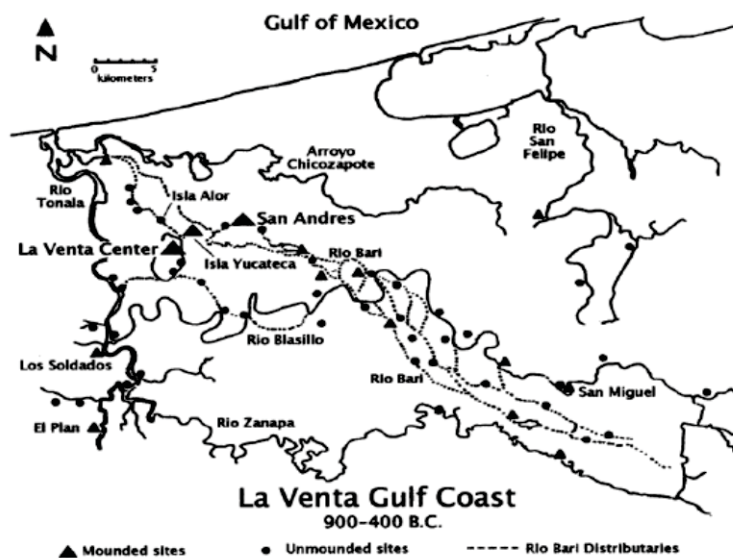 Gulf of Mexico
N
0 5
kilometers
Arroyo
Chicozapote
Rio
San
Felipe
Rio
Tonala
Isla Alor
San Andres
La Venta Center
Isla Yucateca
Rio Bari
Rio Blasillo
Los Soldados
Rio Bari
San Miguel
El Plan
Rio Zanapa
La Venta Gulf Coast
900-400 B.C.
Mounded sites
Unmounded sites
Rio Bari Distributaries